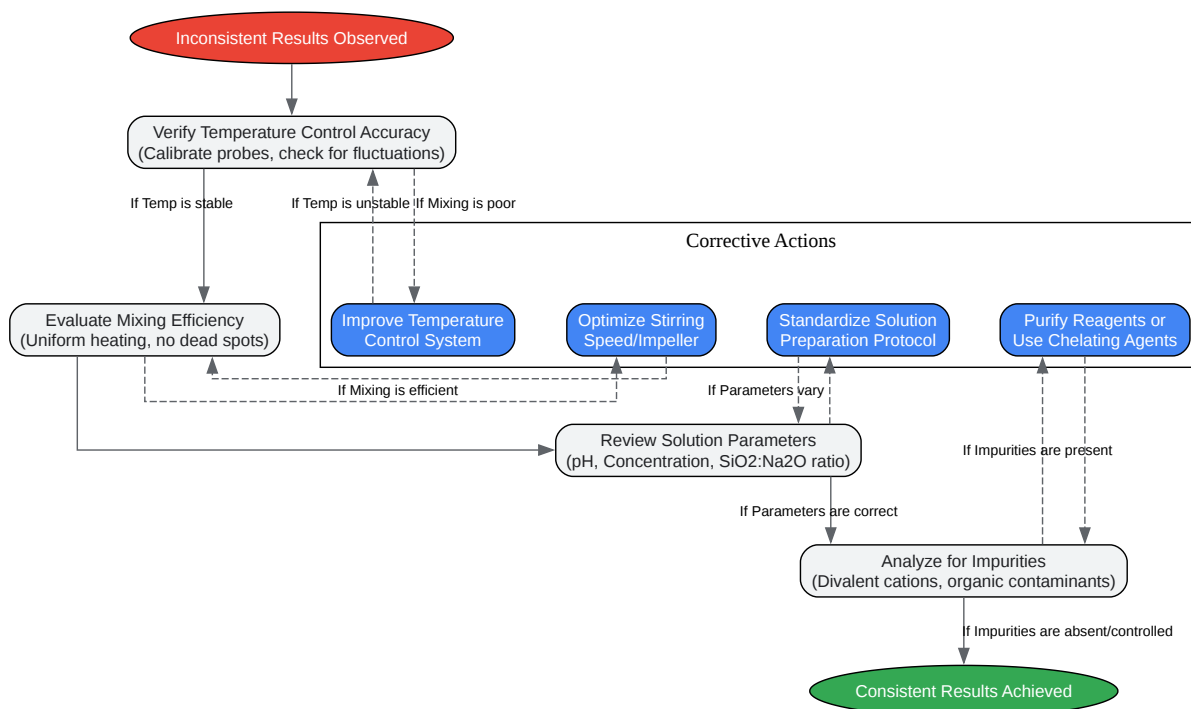 Inconsistent Results Observed
Verify Temperature Control Accuracy
(Calibrate probes, check for fluctuations)
If Temp is stable
If Temp is unstable
If Mixing is poor
Corrective Actions
Evaluate Mixing Efficiency
(Uniform heating, no dead spots)
Improve Temperature
Control System
Optimize Stirring
Speed/Impeller
Standardize Solution
Preparation Protocol
Purify Reagents or
Use Chelating Agents
If Mixing is efficient
If Parameters vary
Review Solution Parameters
(pH, Concentration, SiO2:Na2O ratio)
If Impurities are present
If Parameters are correct
Analyze for Impurities
(Divalent cations, organic contaminants)
If Impurities are absent/controlled
Consistent Results Achieved